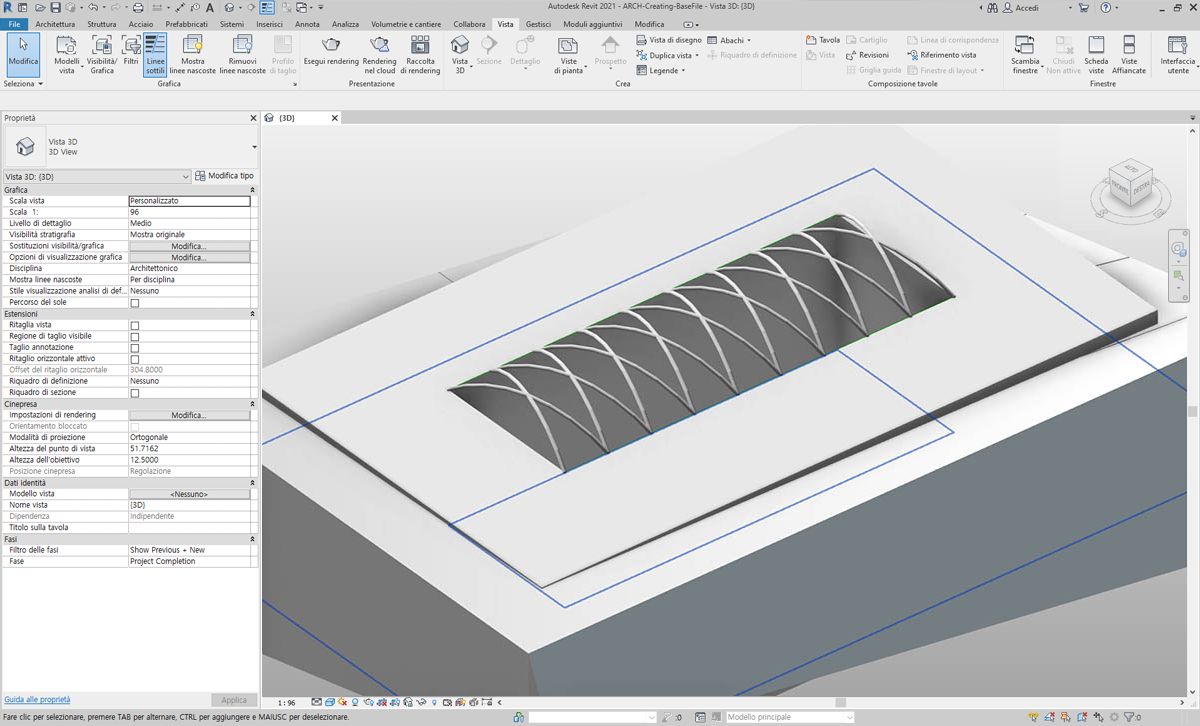 Autodesk Revit 2021 - ARCH-Creating-BaseFile - Vista 3D: {3D}
Accedi
File Architettura Struttura Acciaio Prefabbricati Sistemi Inserisci Annota Analizza Volumetrie e cantiere Collabora Vista Gestisci Moduli aggiuntivi Modifica
Modifica
Modelli vista
Visibilità/ Grafica
Filtri
Linee sottili
Mostra linee nascoste
Rimuovi linee nascoste
Profilo di taglio
Esegui rendering
Rendering nel cloud
Raccolta di rendering
Vista 3D
Sezione
Dettaglio
Viste di pianta
Prospetto
Vista di disegno
Duplica vista
Legende
Abachi
Riquadro di definizione
Tavola
Vista
Cartiglio
Revisioni
Griglia guida
Linea di corrispondenza
Riferimento vista
Finestre di layout
Scambia finestre
Chiudi Non attive
Scheda viste
Viste Affiancate
Interfaccia utente
Seleziona Grafica Presentazione Crea Composizione tavole Finestre
Proprietà
{3D}
Vista 3D
3D View
Vista 3D: {3D} Modifica tipo
Grafica
Scala vista Personalizzato
Scala 1: 96
Livello di dettaglio Medio
Visibilità stratigrafia Mostra originale
Sostituzioni visibilità/grafica Modifica...
Opzioni di visualizzazione grafica Modifica...
Disciplina Architettonico
Mostra linee nascoste Per disciplina
Stile visualizzazione analisi di def... Nessuno
Percorso del sole
Estensioni
Ritaglia vista
Regione di taglio visibile
Taglio annotazione
Ritaglio orizzontale attivo
Offset del ritaglio orizzontale 304.8000
Riquadro di definizione Nessuno
Riquadro di sezione
Cinepresa
Impostazioni di rendering Modifica...
Orientamento bloccato
Modalità di proiezione Ortogonale
Altezza del punto di vista 51.7162
Altezza dell'obiettivo 12.5000
Posizione cinepresa Regolazione
Dati identità
Modello vista <Nessuno>
Nome vista {3D}
Dipendenza Indipendente
Titolo sulla tavola
Fasi
Filtro delle fasi Show Previous + New
Fase Project Completion
Guida alle proprietà Applica
1 : 96
Fare clic per selezionare, premere TAB per alternare, CTRL per aggiungere e MAIUSC per deselezionare.
:0
Modello principale
:0